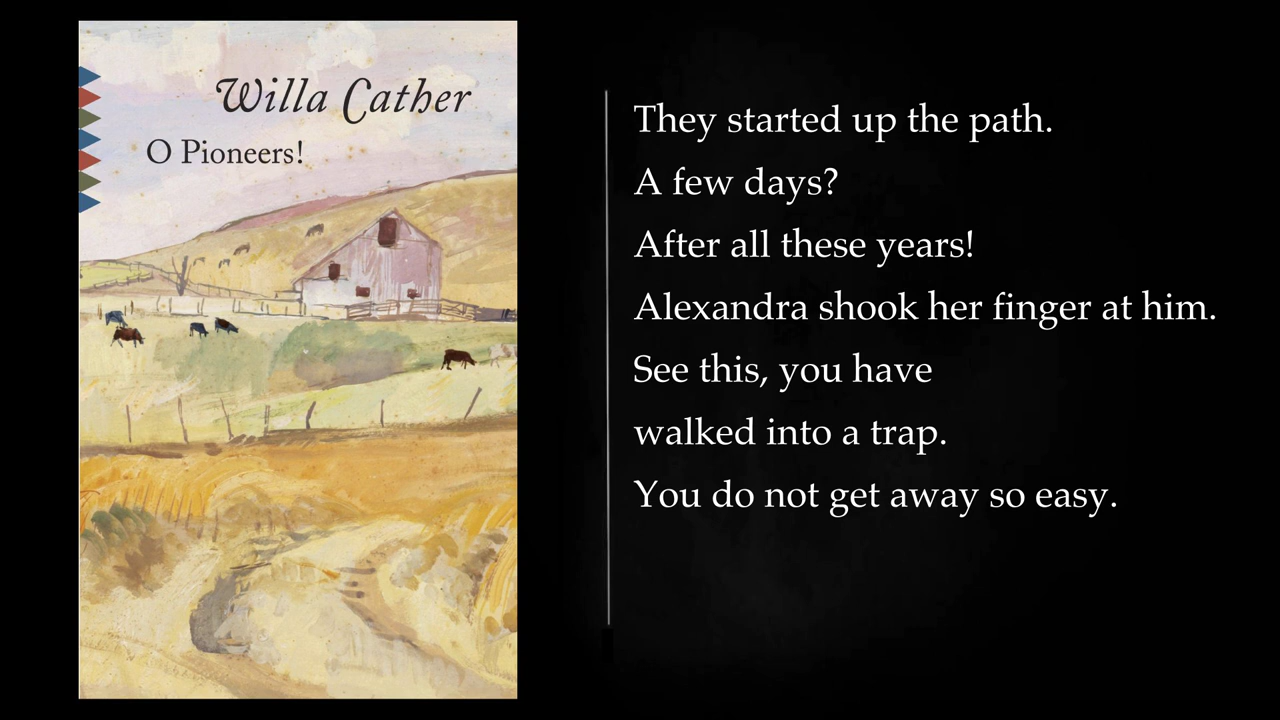 Willa Cather
O Pioneers!
They started up the path.
A few days?
After all these years!
Alexandra shook her finger at him.
See this, you have
walked into a trap.
You do not get away so easy.